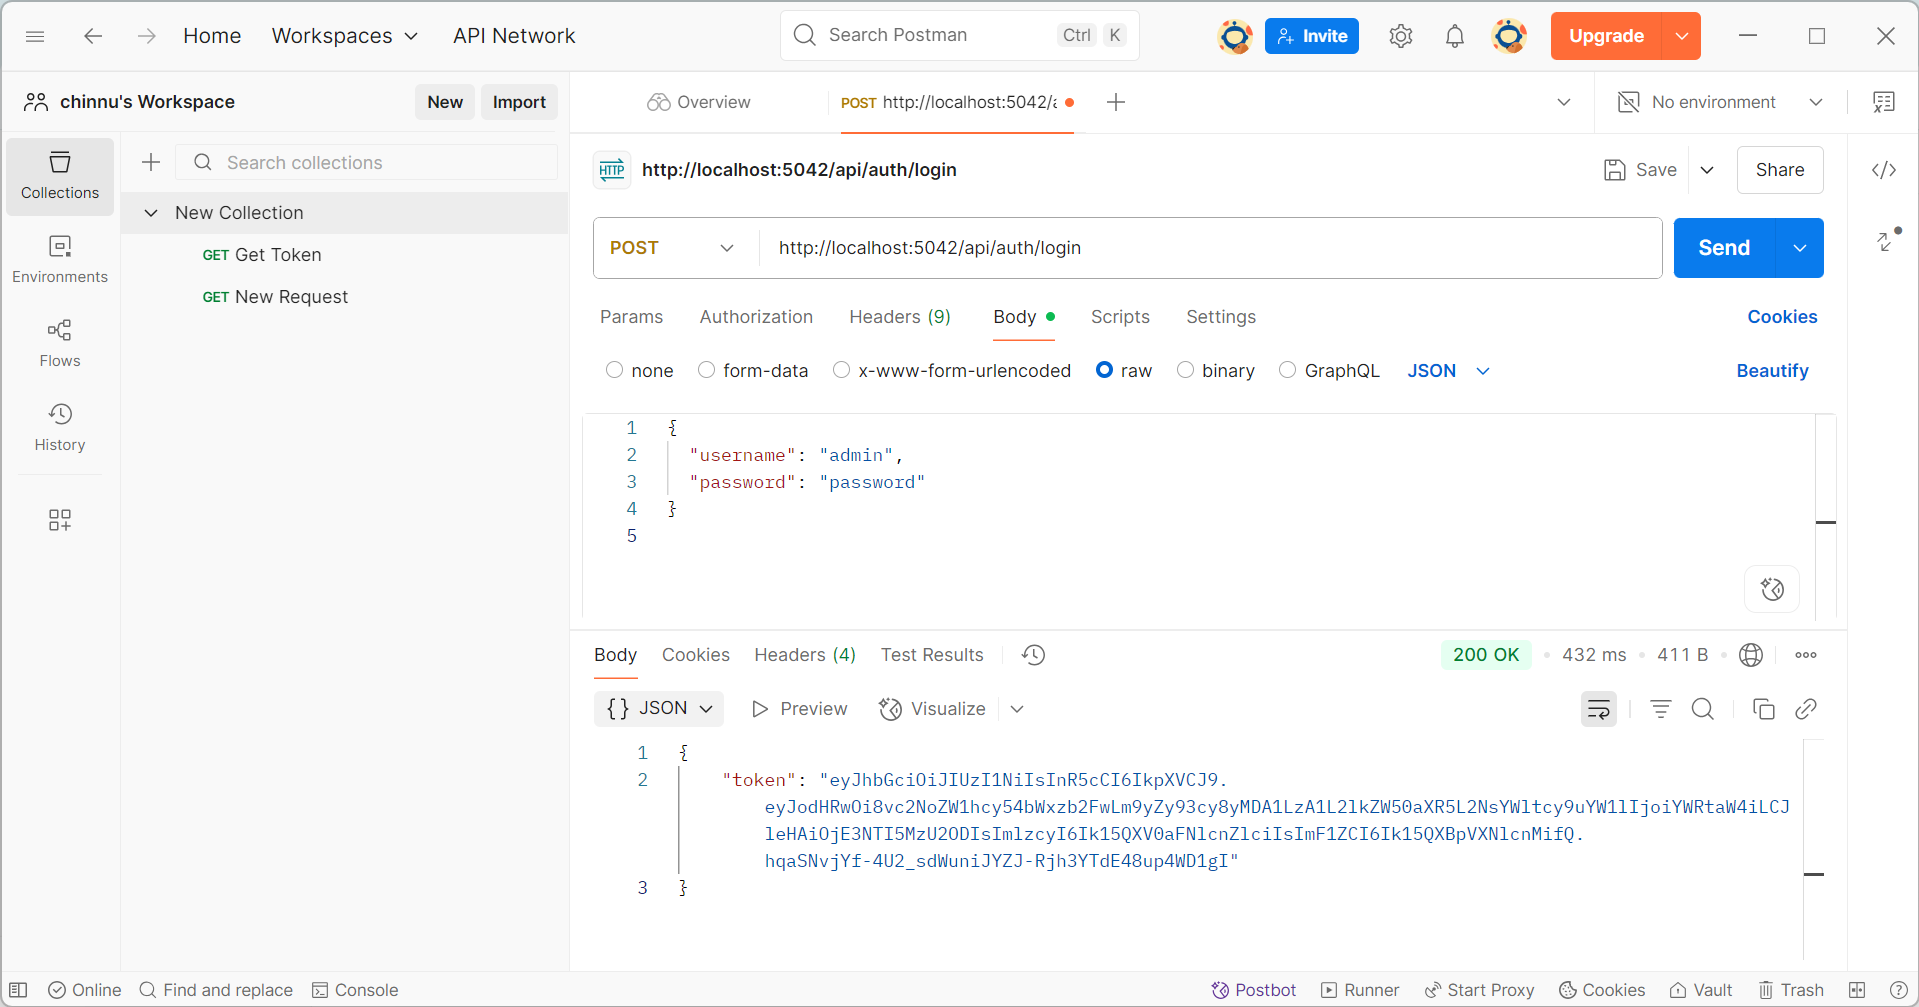 Home Workspaces API Network Search Postman Ctrl K Invite Upgrade
chinnu's Workspace New Import Overview POST http://localhost:5042/a No environment
Search collections
Collections
Environments
Flows
History
New Collection
GET Get Token
GET New Request
HTTP http://localhost:5042/api/auth/login Save Share
POST http://localhost:5042/api/auth/login Send
Params Authorization Headers (9) Body Scripts Settings Cookies
none form-data x-www-form-urlencoded raw binary GraphQL JSON Beautify
1 {
2 "username": "admin",
3 "password": "password"
4 }
5
Body Cookies Headers (4) Test Results 200 OK 432 ms 411 B
{} JSON Preview Visualize
1 {
2 "token": "eyJhbGciOiJIUzI1NiIsInR5cCI6IkpXVCJ9.
eyJodHRwOi8vc2NoZW1hcy54bWxzb2FwLm9yZy93cy8yMDA1LzA1L2lkZW50aXR5L2NsYWltcy9uYW1lIjoiYWRtaW4iLCJ
leHAiOjE3NTI5MzU2ODIsImlzcyI6Ik15QXV0aFNlcnZlciIsImF1ZCI6Ik15QXBpVXNlcnMifQ.
hqaSNvjYf-4U2_sdWuniJYZJ-Rjh3YTdE48up4WD1gI"
3 }
Online Find and replace Console Postbot Runner Start Proxy Cookies Vault Trash